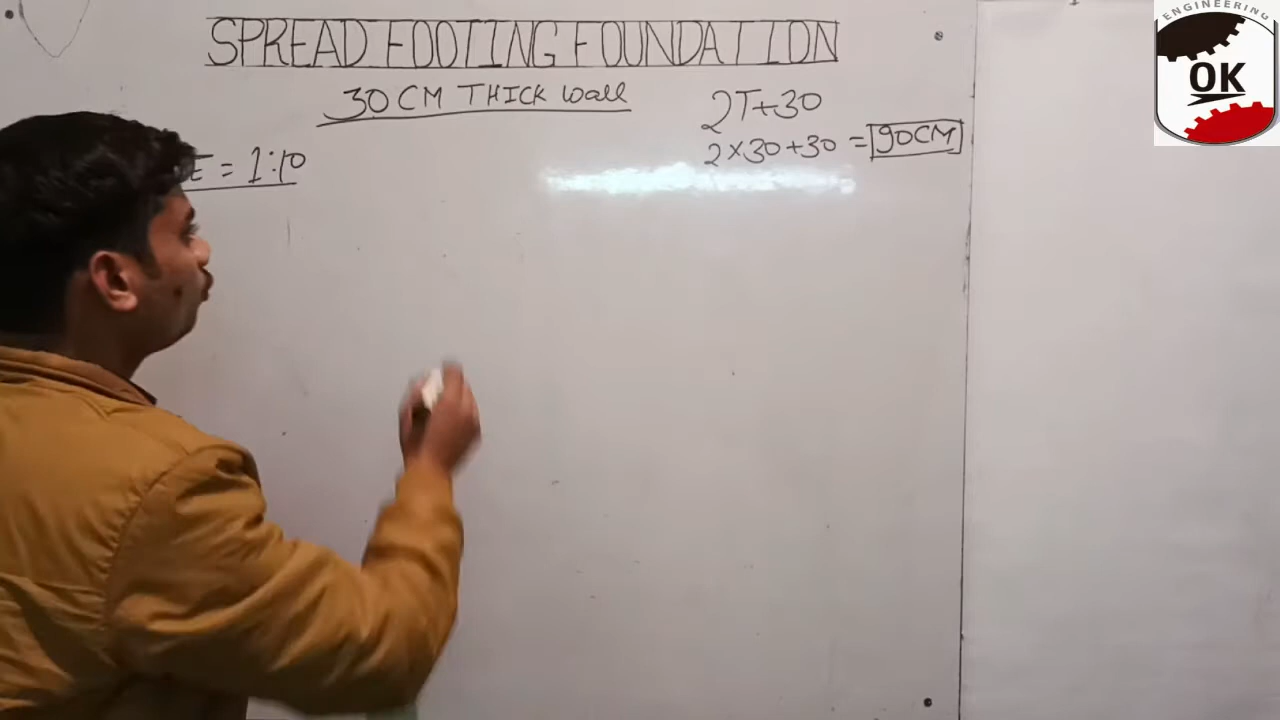 SPREAD FOOTING FOUNDATION
30 CM THICK Wall
2T+30
2×30+30 = 90CM
E = 1:10
ENGINEERING
OK